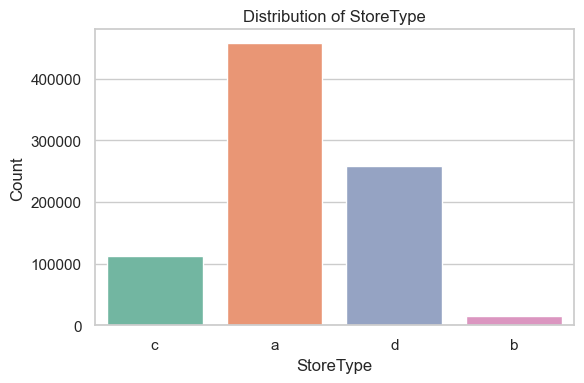 Distribution of StoreType
400000
300000
200000
100000
0
Count
c a d b
StoreType